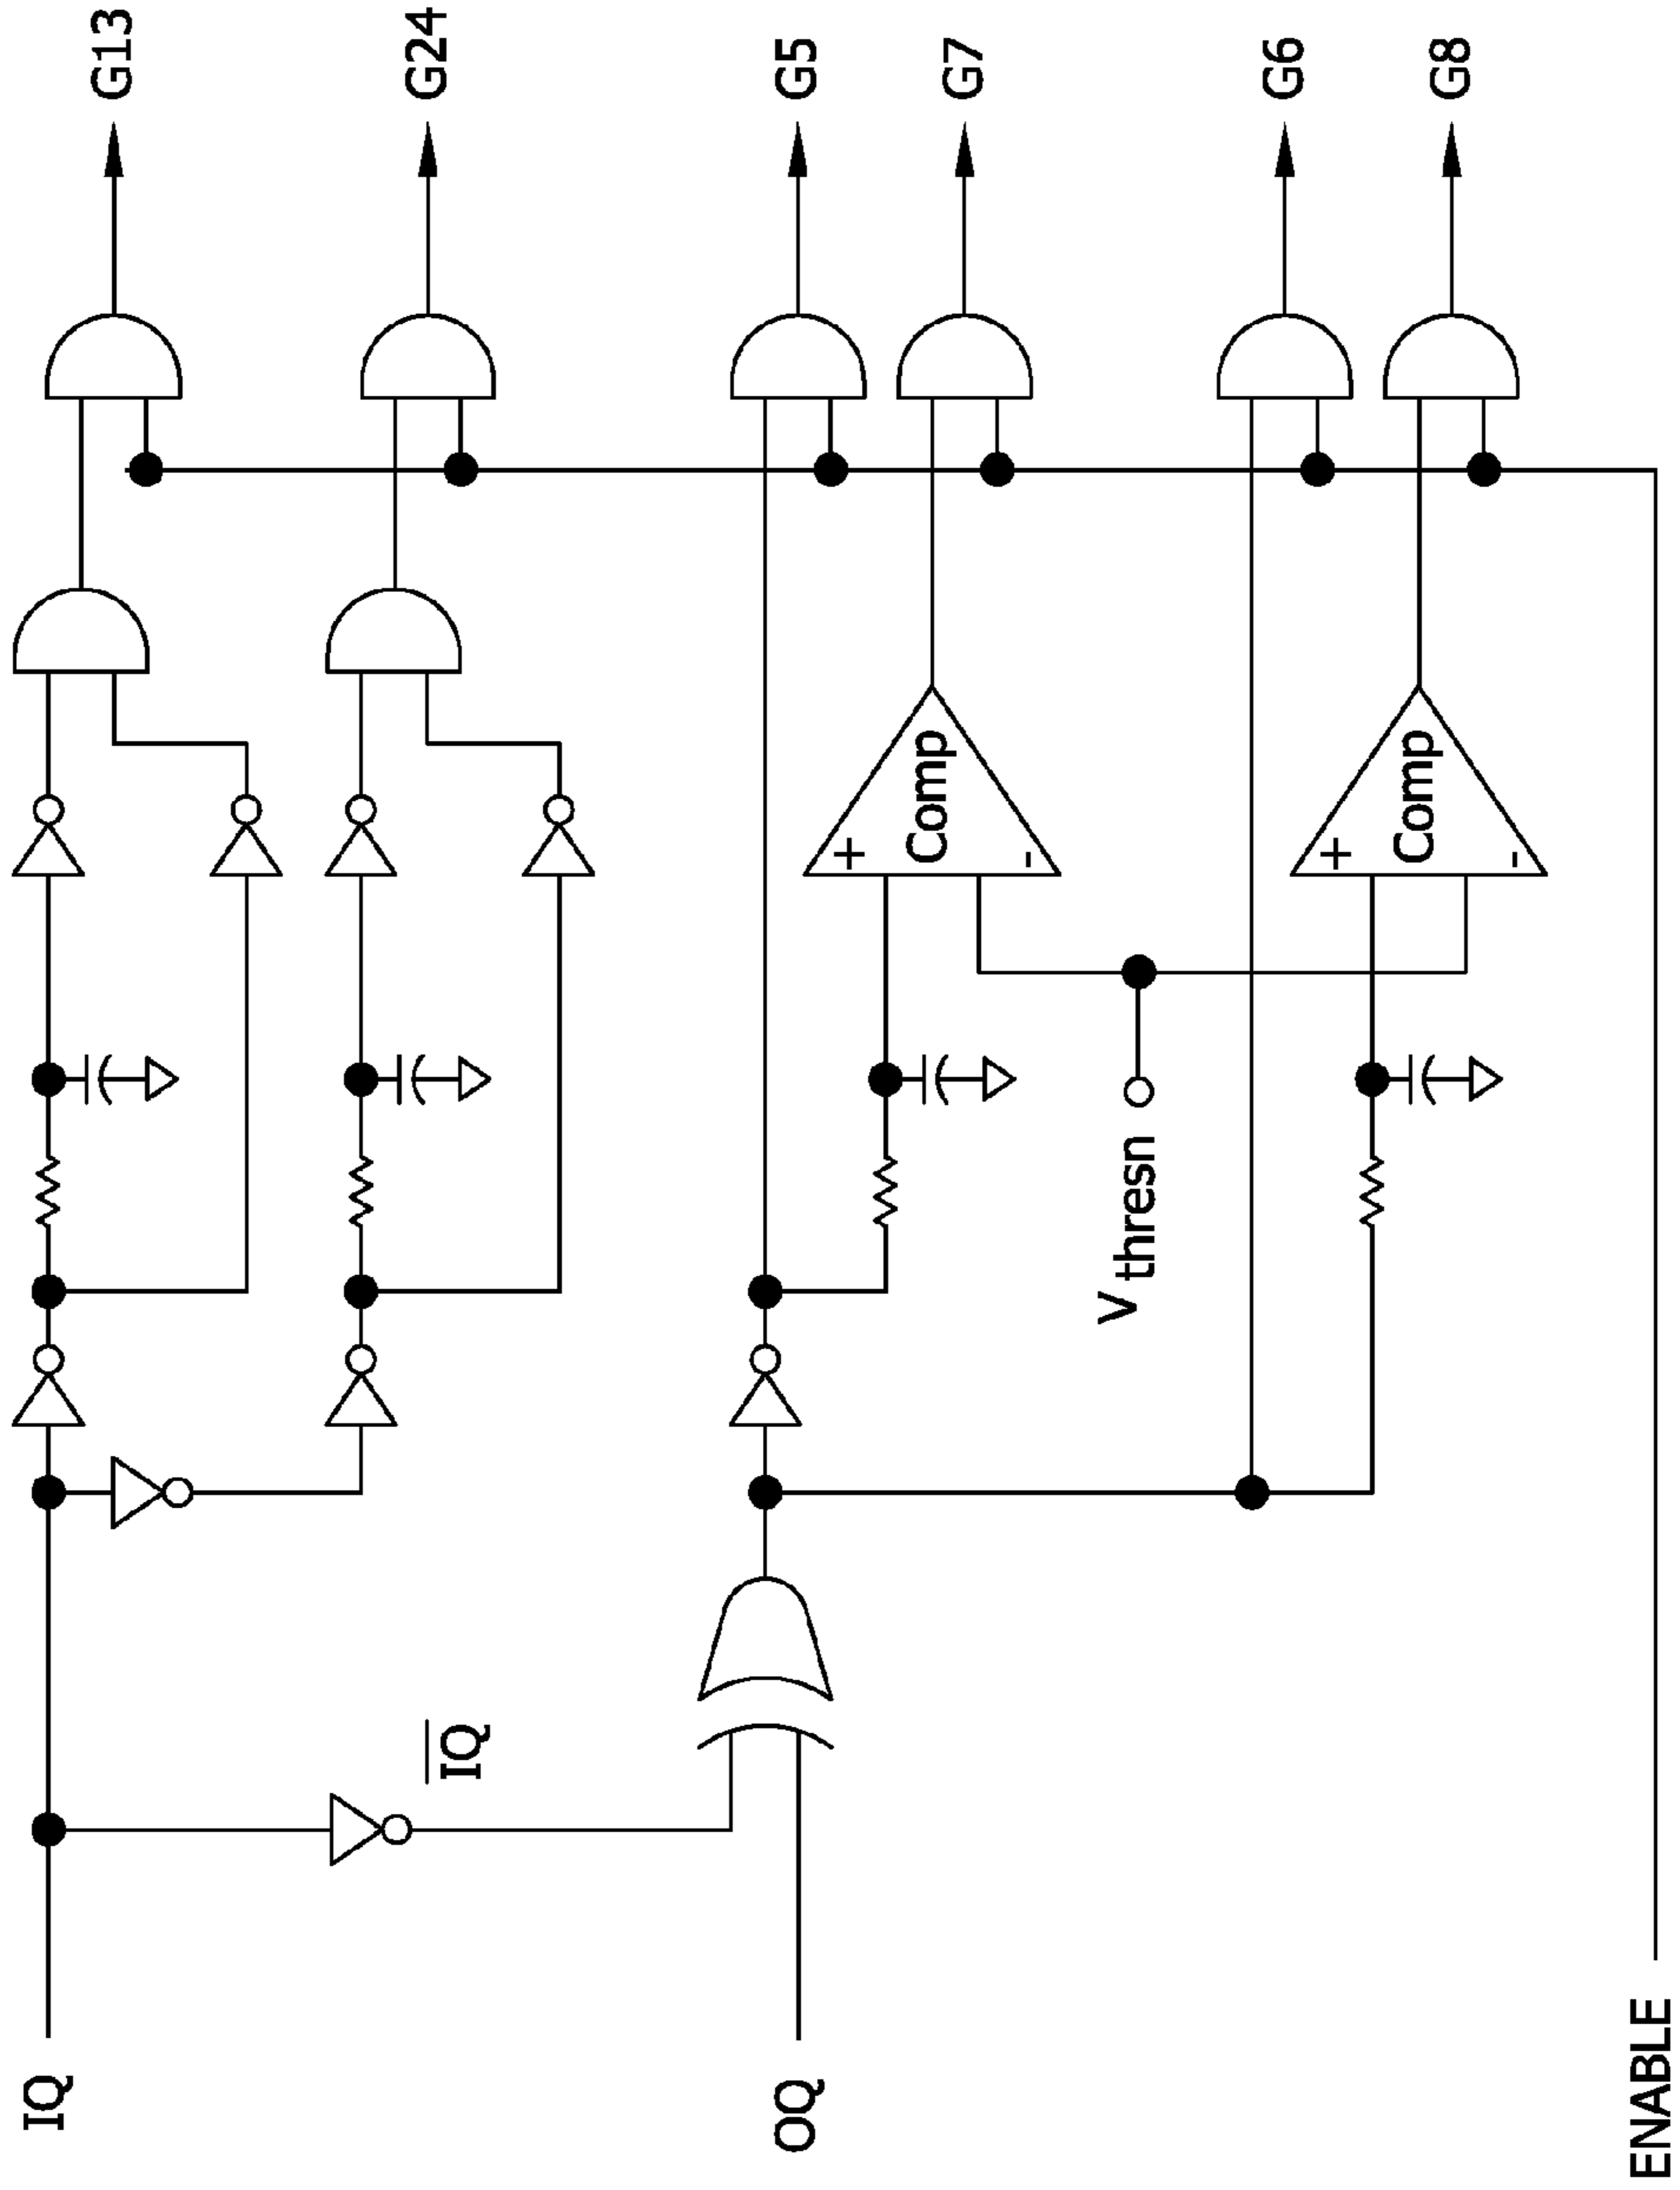 IQ
IQ
OQ
ENABLE
V thresn
+
Comp
-
+
Comp
-
G13
G24
G5
G7
G6
G8